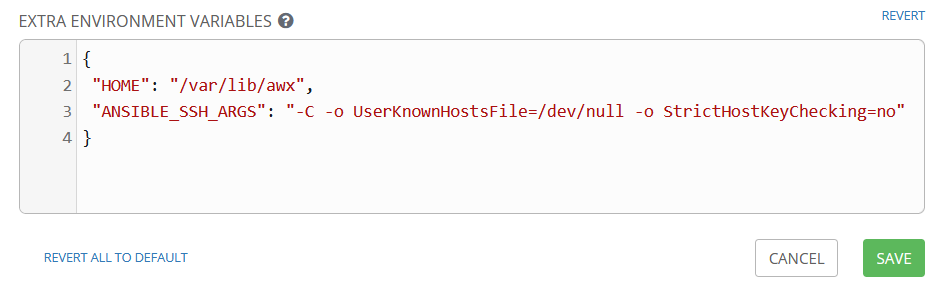 EXTRA ENVIRONMENT VARIABLES ?
REVERT
1 {
2 "HOME": "/var/lib/awx",
3 "ANSIBLE_SSH_ARGS": "-C -o UserKnownHostsFile=/dev/null -o StrictHostKeyChecking=no"
4 }
REVERT ALL TO DEFAULT
CANCEL
SAVE